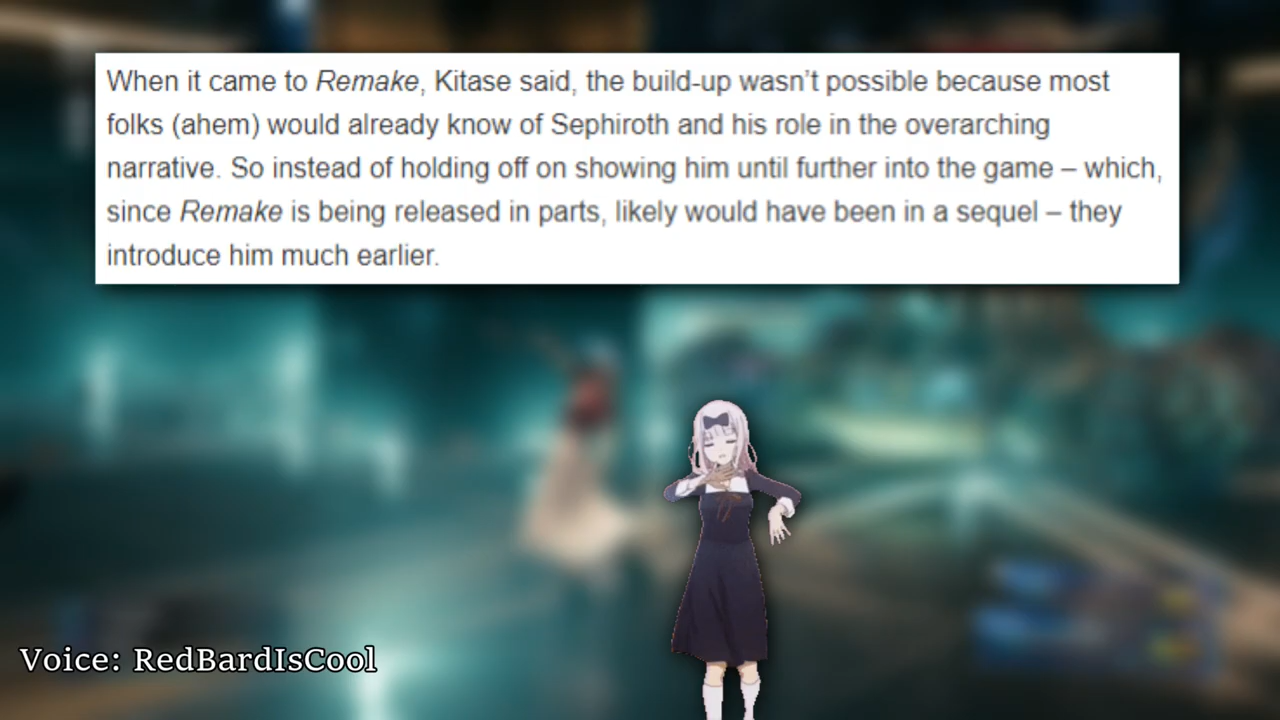 When it came to Remake, Kitase said, the build-up wasn’t possible because most
folks (ahem) would already know of Sephiroth and his role in the overarching
narrative. So instead of holding off on showing him until further into the game – which,
since Remake is being released in parts, likely would have been in a sequel – they
introduce him much earlier.
Voice: RedBardIsCool